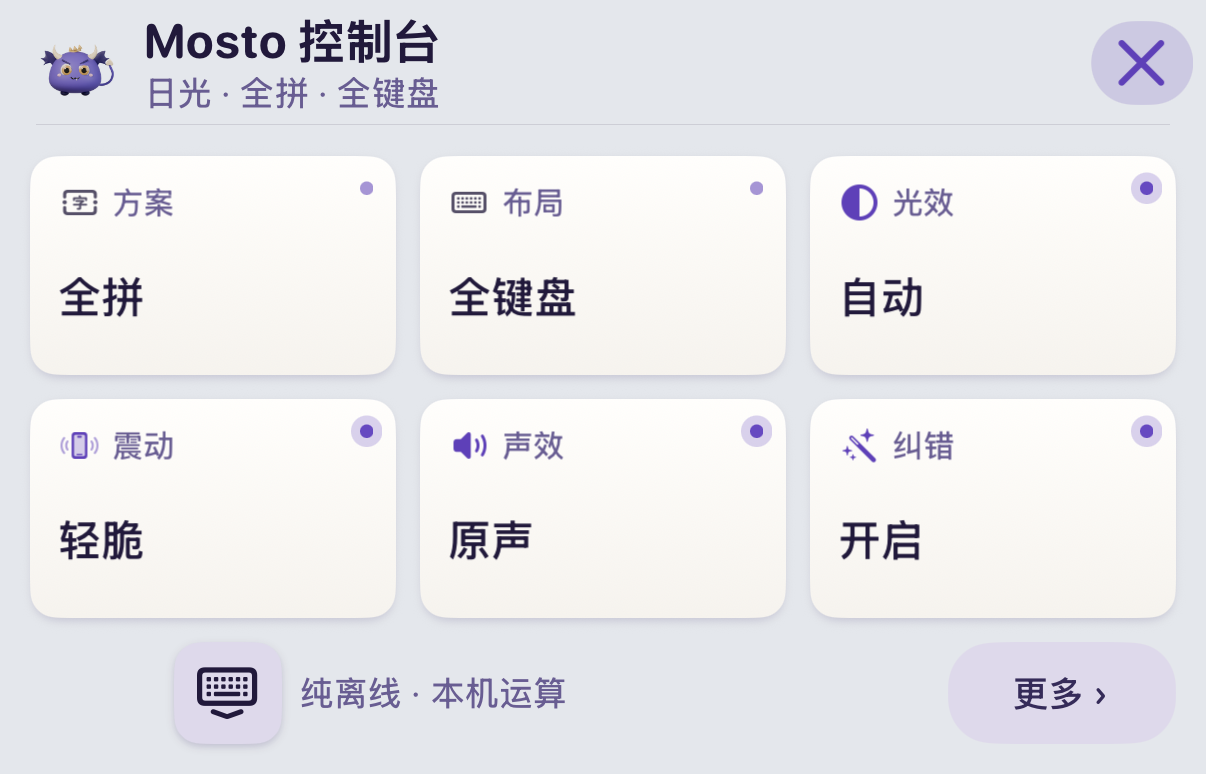 Mosto 控制台
日光 · 全拼 · 全键盘
字 方案
全拼
布局
全键盘
光效
自动
震动
轻脆
声效
原声
纠错
开启
纯离线 · 本机运算
更多 ›